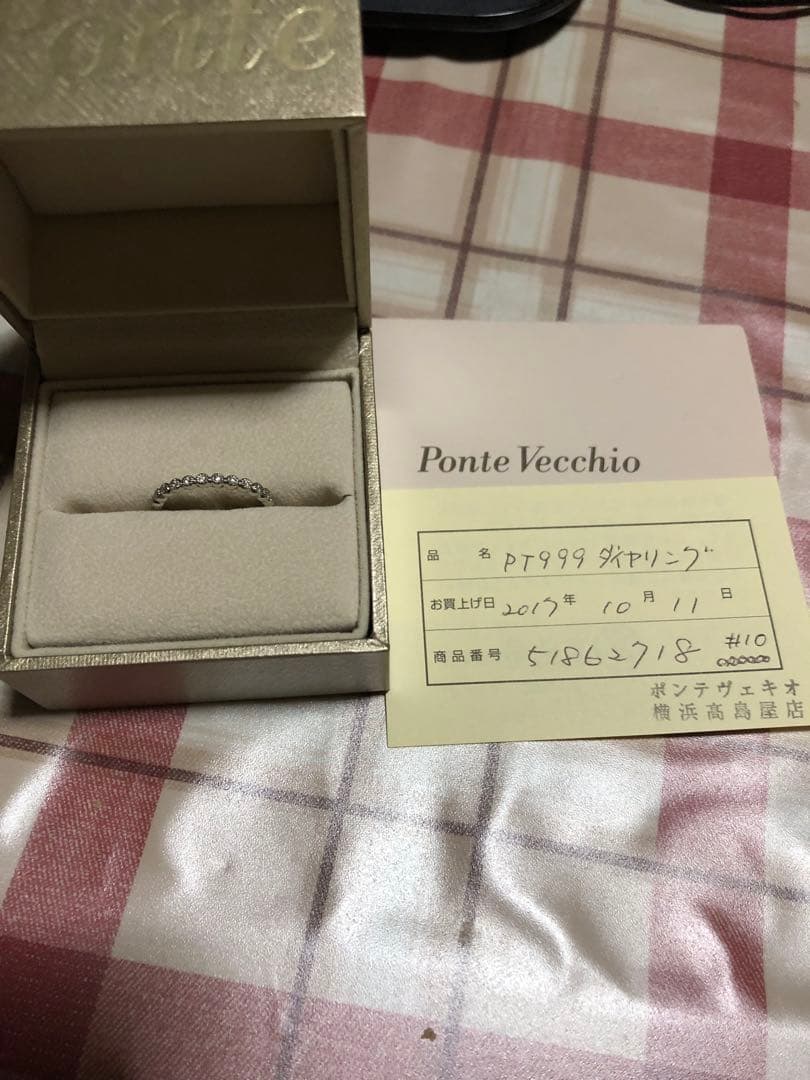 onte
Ponte Vecchio
品名 PT999 ダイヤリング
お買上げ日 2017年 10月 11日
商品番号 51862718 #10
ポンテヴェキオ
横浜高島屋店